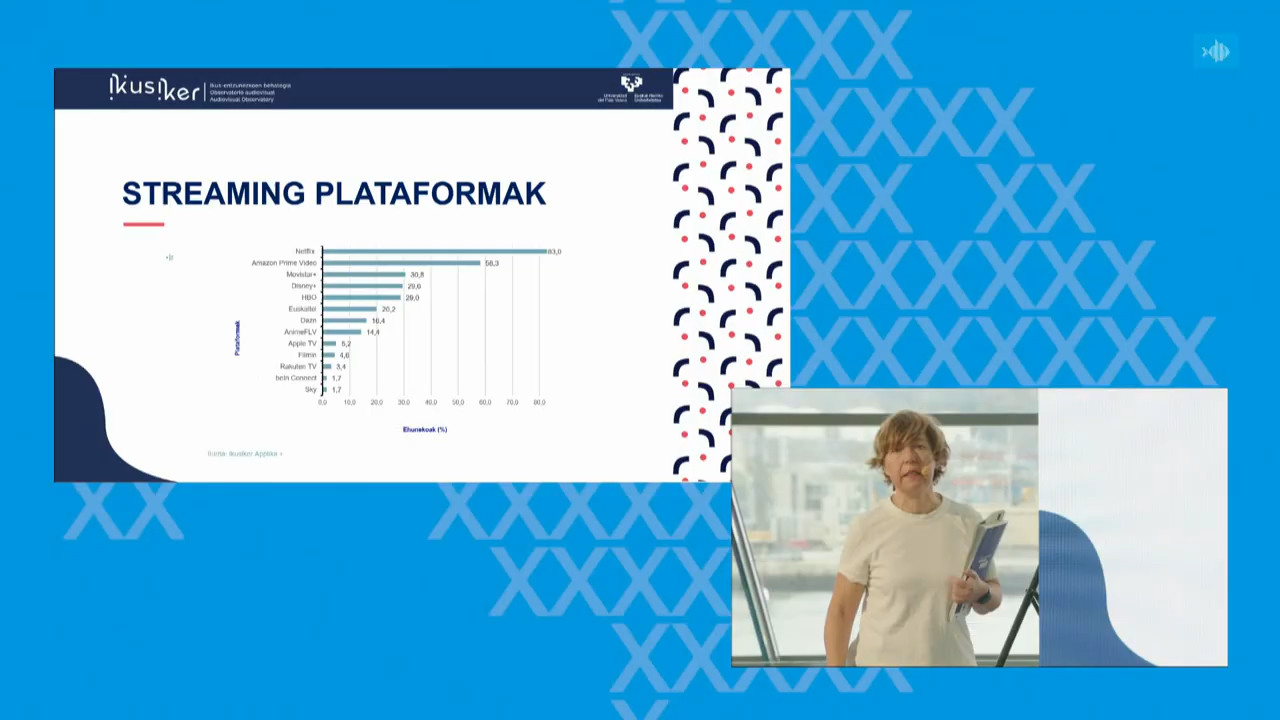 ikusiker
Ikus-entzunezkoen behategia
Observatorio audiovisual
Audiovisual Observatory
Universidad del País Vasco
Euskal Herriko Unibertsitatea
STREAMING PLATAFORMAK
Netflix 83,0
Amazon Prime Video 58,3
Movistar+ 30,8
Disney+ 29,6
HBO 29,0
Euskaltel 20,2
Dazn 16,4
AnimeFLV 14,4
Apple TV 5,2
Filmin 4,6
Rakuten TV 3,4
beIn Connect 1,7
Sky 1,7
Plataformak
0,0 10,0 20,0 30,0 40,0 50,0 60,0 70,0 80,0
Ehunekoak (%)
Iturria: Ikusiker Applika +